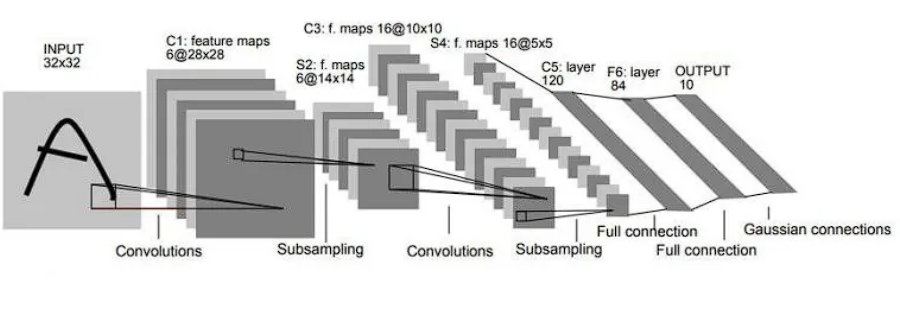 INPUT
32x32
C1: feature maps
6@28x28
S2: f. maps
6@14x14
C3: f. maps 16@10x10
S4: f. maps 16@5x5
C5: layer
120
F6: layer
84
OUTPUT
10
A
Convolutions
Subsampling
Convolutions
Subsampling
Full connection
Full connection
Gaussian connections